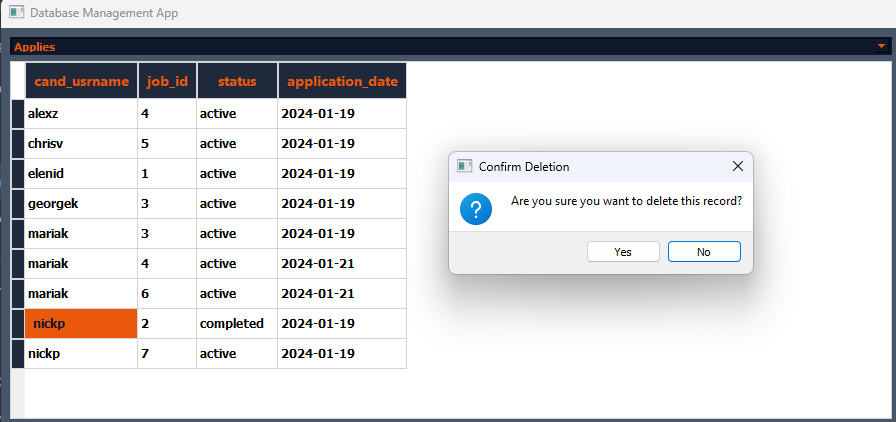 Database Management App
Applies
cand_usrname job_id status application_date
alexz 4 active 2024-01-19
chrisv 5 active 2024-01-19
elenid 1 active 2024-01-19
georgek 3 active 2024-01-19
mariak 3 active 2024-01-19
mariak 4 active 2024-01-21
mariak 6 active 2024-01-21
nickp 2 completed 2024-01-19
nickp 7 active 2024-01-19
Confirm Deletion
Are you sure you want to delete this record?
Yes No